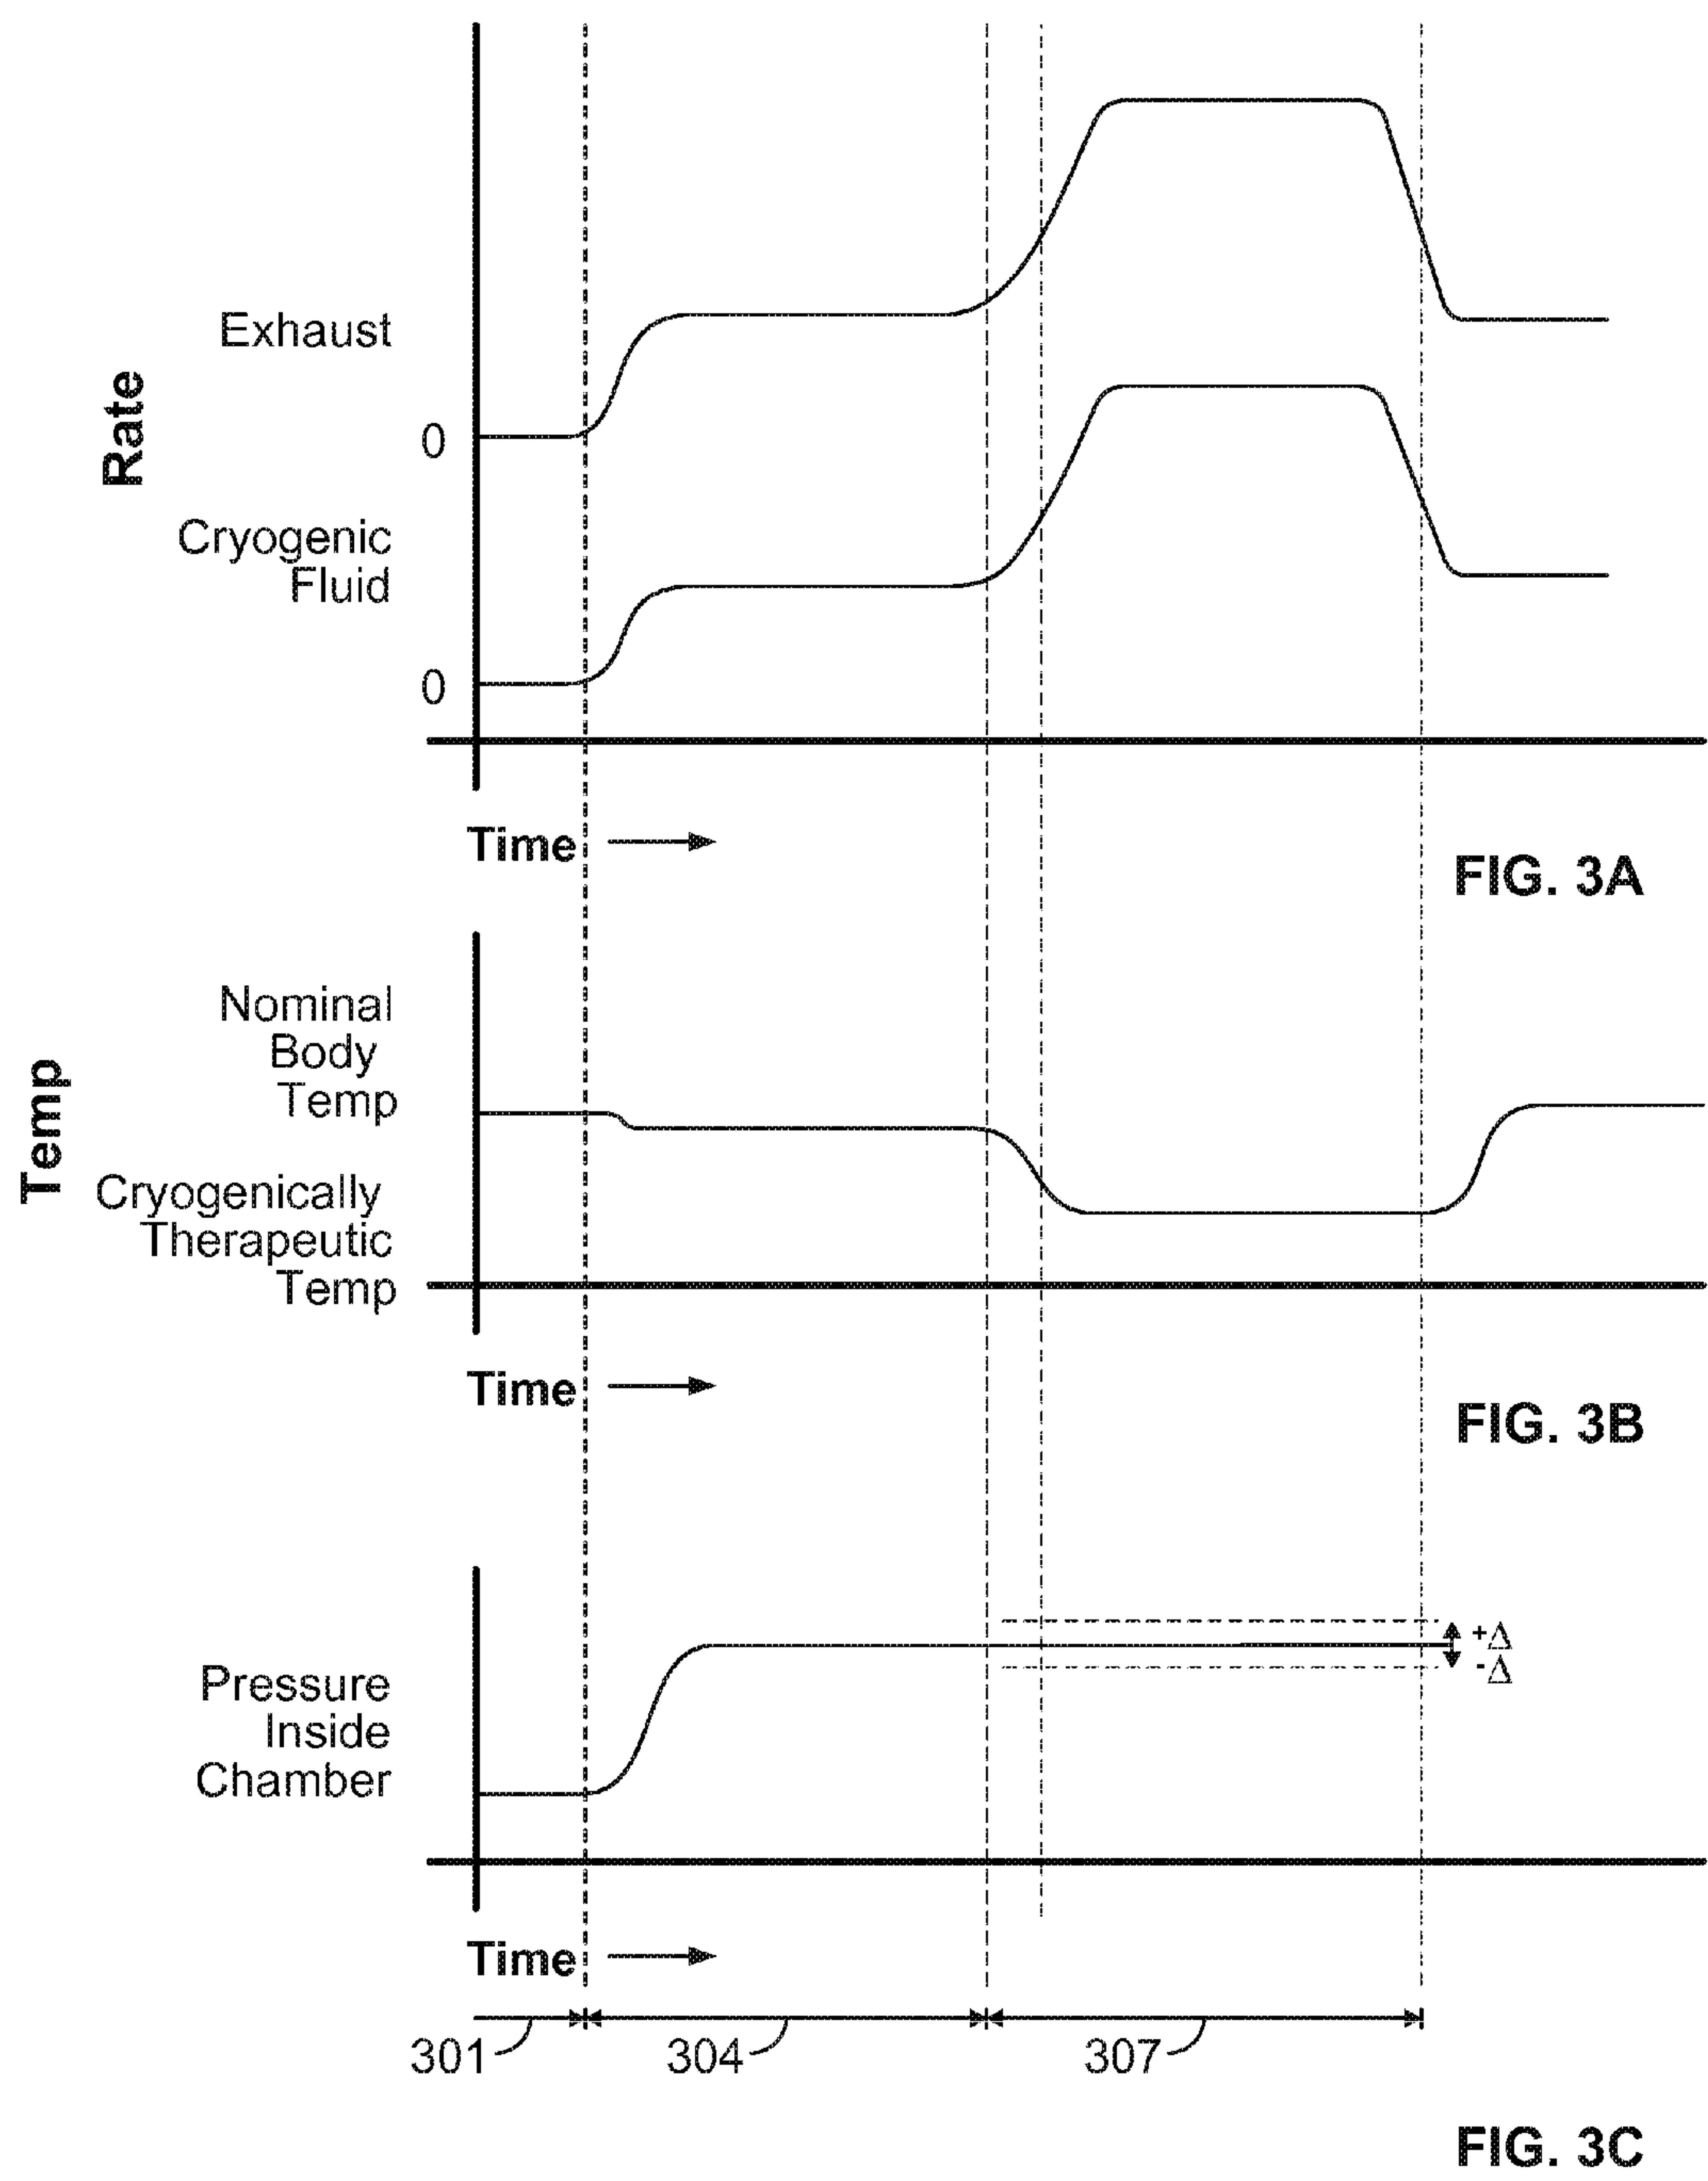 Exhaust
Rate
0
Cryogenic
Fluid
0
Time
FIG. 3A
Nominal
Body
Temp
Temp
Cryogenically
Therapeutic
Temp
Time
FIG. 3B
+Δ
-Δ
Pressure
Inside
Chamber
Time
301
304
307
FIG. 3C